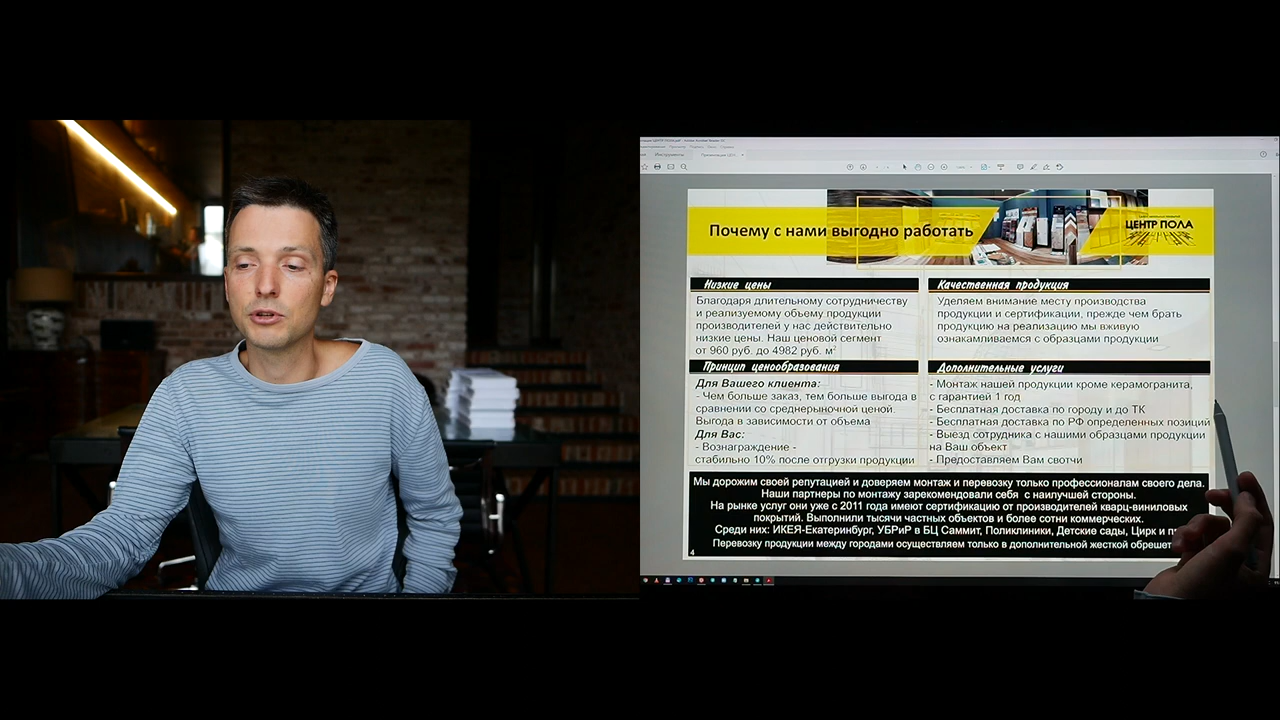 Инструменты
Почему с нами выгодно работать
ЦЕНТР ПОЛА
Низкие цены
Благодаря длительному сотрудничеству
и реализуемому объему продукции
производителей у нас действительно
низкие цены. Наш ценовой сегмент
от 960 руб. до 4982 руб. м²
Качественная продукция
Уделяем внимание месту производства
продукции и сертификации, прежде чем брать
продукцию на реализацию мы вживую
ознакамливаемся с образцами продукции
Принцип ценообразования
Для Вашего клиента:
- Чем больше заказ, тем больше выгода в
сравнении со среднерыночной ценой.
Выгода в зависимости от объема
Для Вас:
- Вознаграждение -
стабильно 10% после отгрузки продукции
Дополнительные услуги
- Монтаж нашей продукции кроме керамогранита,
с гарантией 1 год
- Бесплатная доставка по городу и до ТК
- Бесплатная доставка по РФ определенных позиций
- Выезд сотрудника с нашими образцами продукции
на Ваш объект
- Предоставляем Вам свотчи
Мы дорожим своей репутацией и доверяем монтаж и перевозку только профессионалам своего дела.
Наши партнеры по монтажу зарекомендовали себя с наилучшей стороны.
На рынке услуг они уже с 2011 года имеют сертификацию от производителей кварц-виниловых
покрытий. Выполнили тысячи частных объектов и более сотни коммерческих.
Среди них: ИКЕЯ-Екатеринбург, УБРиР в БЦ Саммит, Поликлиники, Детские сады, Цирк и
Перевозку продукции между городами осуществляем только в дополнительной жесткой
4